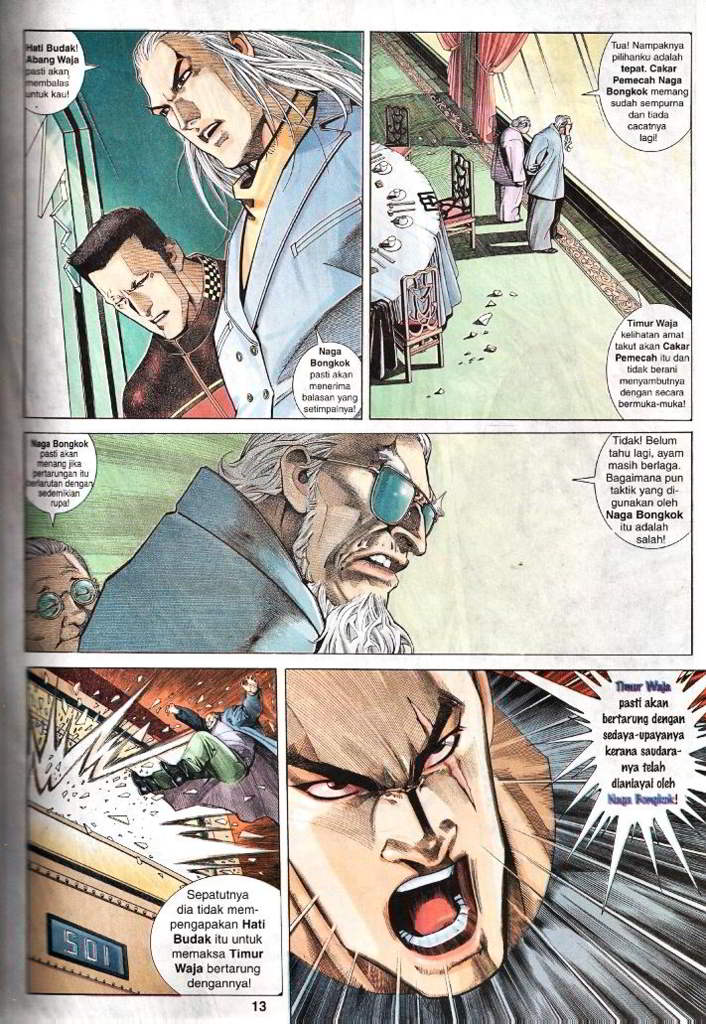 Hati Budak!
Abang Waja
pasti akan
membalas
untuk kau!
Naga
Bongkok
pasti akan
menerima
balasan yang
setimpalnya!
Tua! Nampaknya
pilihanku adalah
tepat. Cakar
Pemecah Naga
Bongkok memang
sudah sempurna
dan tiada
cacatnya
lagi!
Timur Waja
kelihatan amat
takut akan Cakar
Pemecah itu dan
tidak berani
menyambutnya
dengan secara
bermuka-muka!
Naga Bongkok
pasti akan
menang jika
pertarungan itu
berlarutan dengan
sedemikian
rupa!
Tidak! Belum
tahu lagi, ayam
masih berlaga.
Bagaimana pun
taktik yang di-
gunakan oleh
Naga Bongkok
itu adalah
salah!
Sepatutnya
dia tidak mem-
pengapakan Hati
Budak itu untuk
memaksa Timur
Waja bertarung
dengannya!
501
Timur Waja
pasti akan
bertarung dengan
sedaya-upayanya
kerana saudara-
nya telah
dianiayai oleh
Naga Bongkok!
13